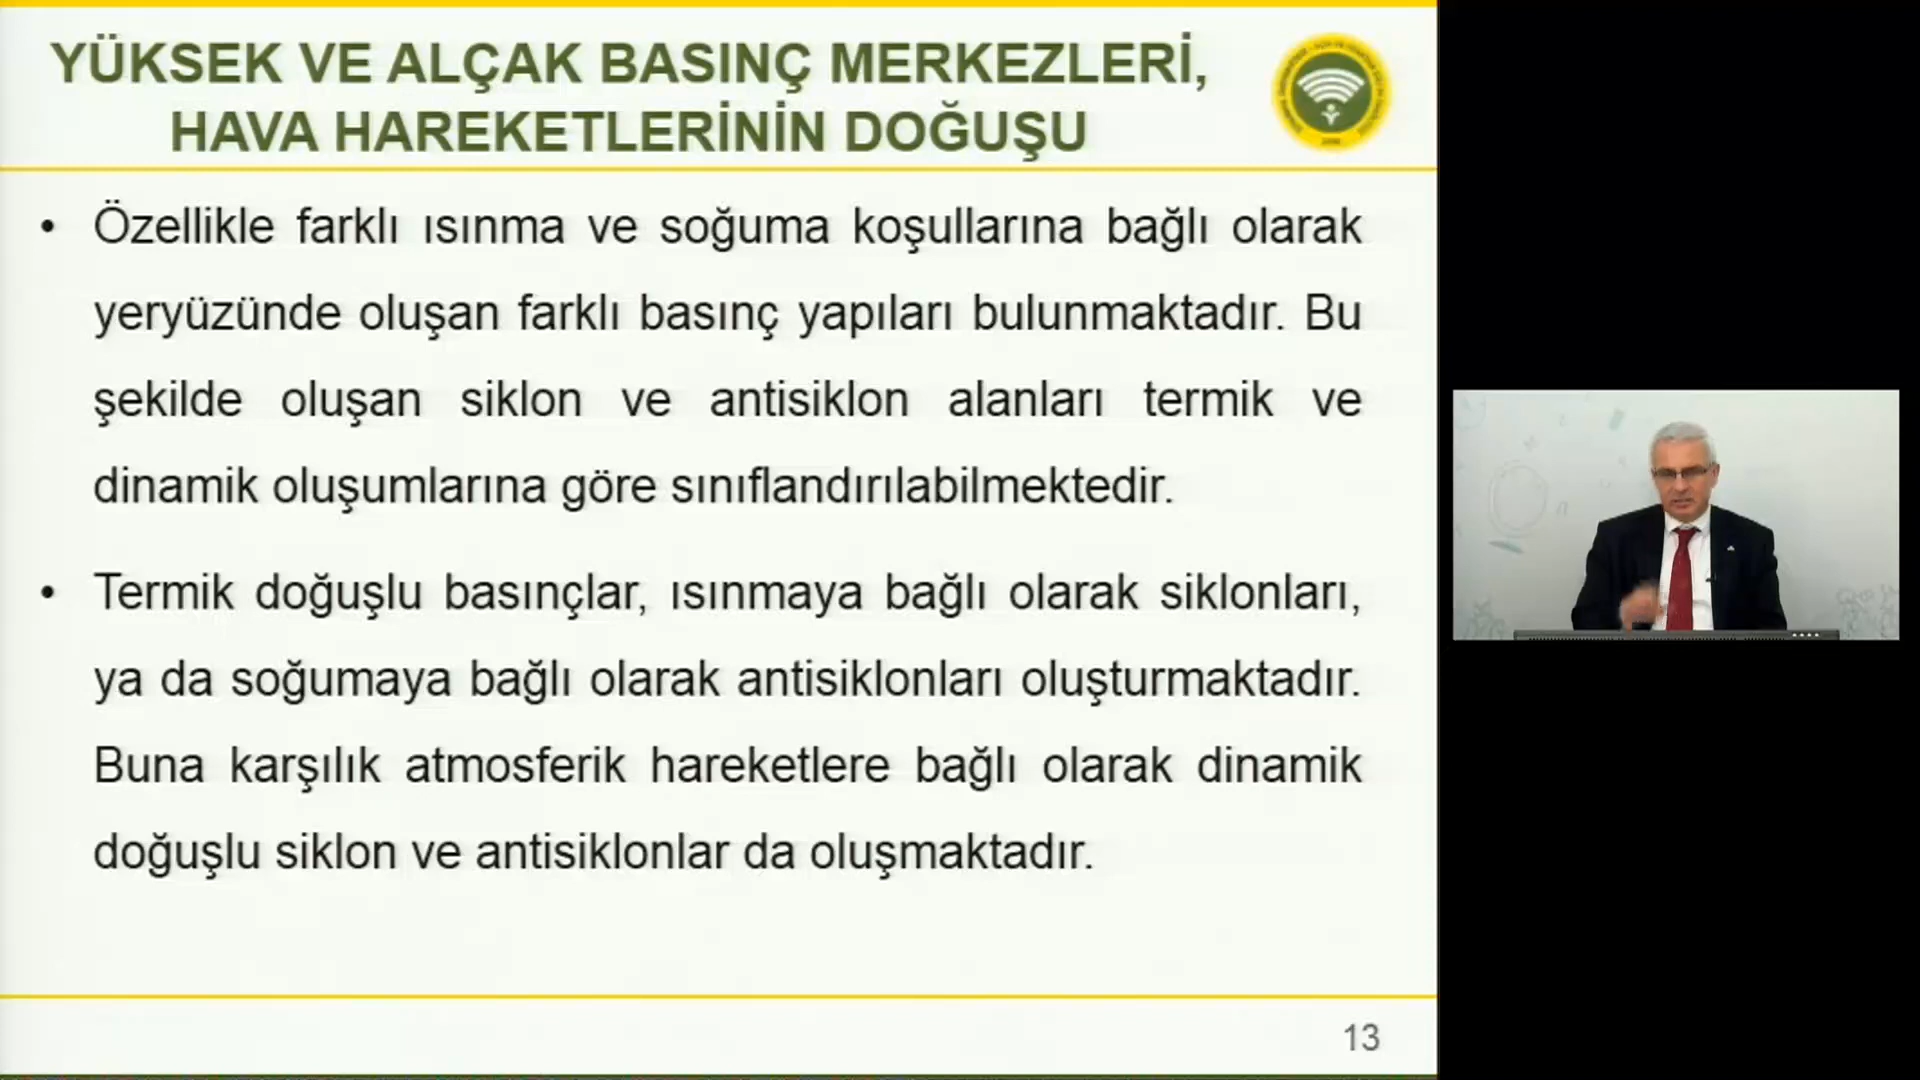 YÜKSEK VE ALÇAK BASINÇ MERKEZLERİ,
HAVA HAREKETLERİNİN DOĞUŞU
• Özellikle farklı ısınma ve soğuma koşullarına bağlı olarak
yeryüzünde oluşan farklı basınç yapıları bulunmaktadır. Bu
şekilde oluşan siklon ve antisiklon alanları termik ve
dinamik oluşumlarına göre sınıflandırılabilmektedir.
• Termik doğuşlu basınçlar, ısınmaya bağlı olarak siklonları,
ya da soğumaya bağlı olarak antisiklonları oluşturmaktadır.
Buna karşılık atmosferik hareketlere bağlı olarak dinamik
doğuşlu siklon ve antisiklonlar da oluşmaktadır.
13